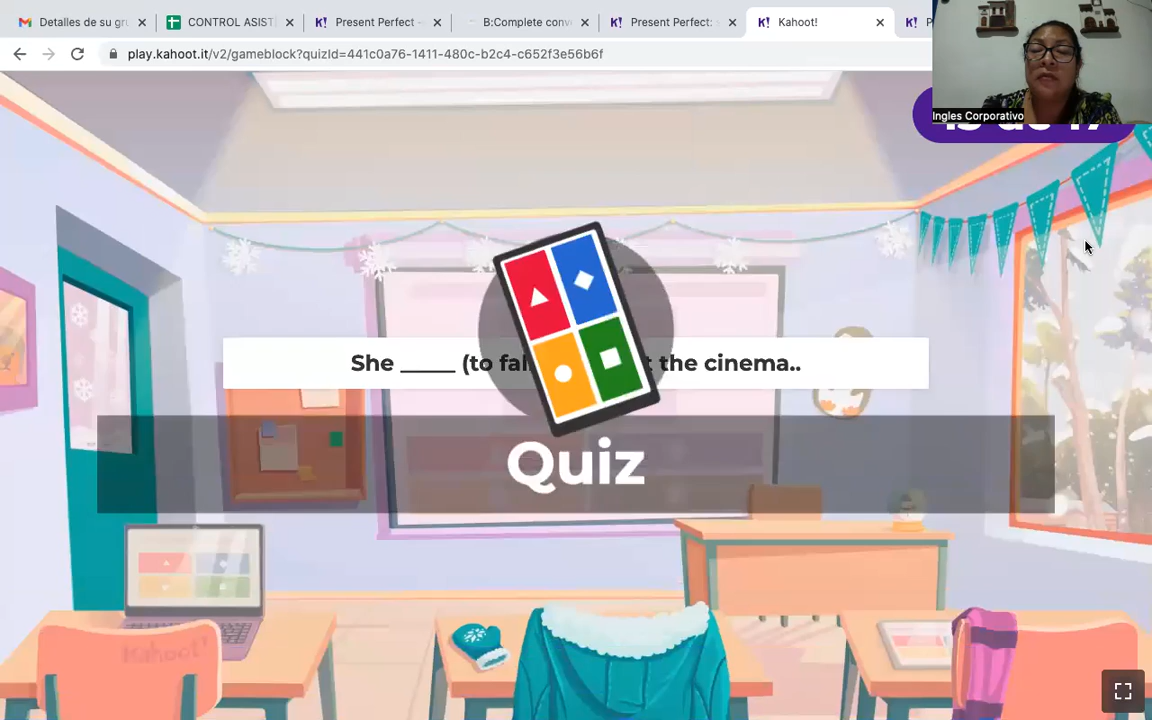 Detalles de su gr
CONTROL ASIST
Present Perfect –
B:Complete conv
Present Perfect:
Kahoot!
play.kahoot.it/v2/gameblock?quizId=441c0a76-1411-480c-b2c4-c652f3e56b6f
Ingles Corporativo
She _____ (to fal the cinema..
Quiz
Kahoot!